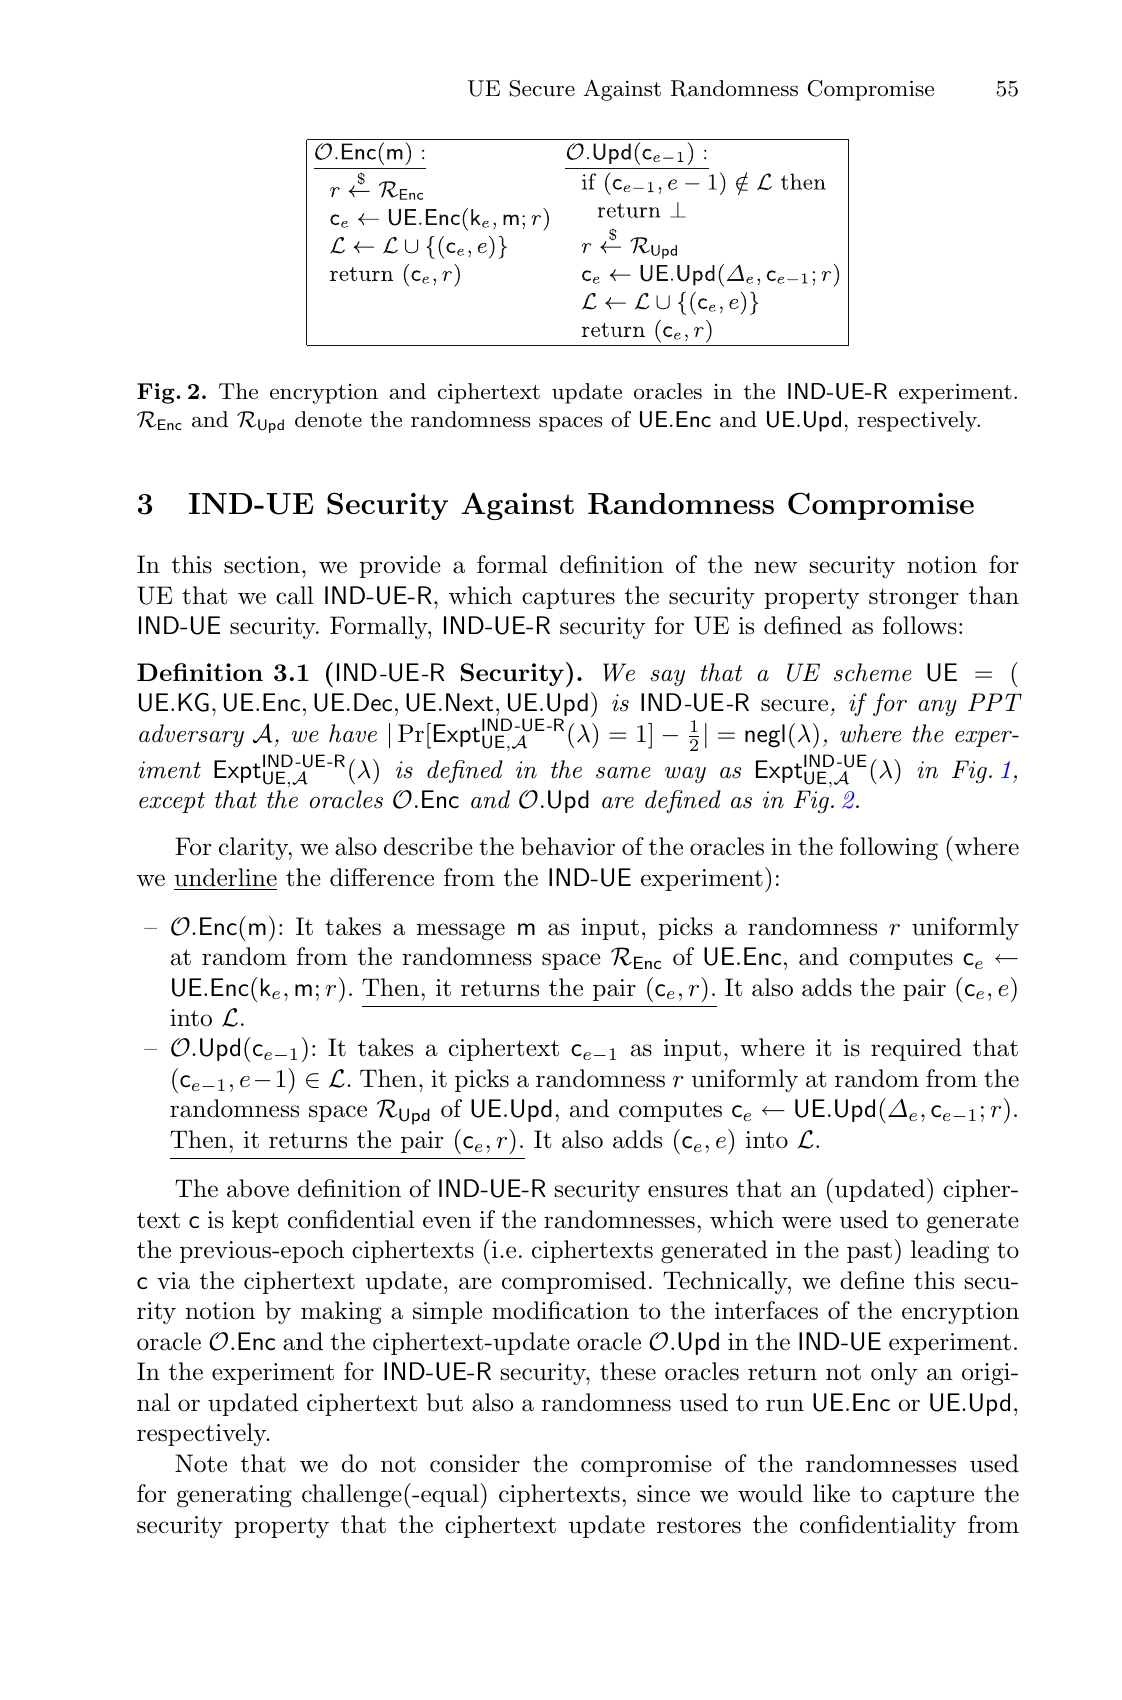 UE Secure Against Randomness Compromise 55
O.Enc(m) :
r ←$ R_Enc
c_e ← UE.Enc(k_e, m; r)
L ← L ∪ {(c_e, e)}
return (c_e, r)
O.Upd(c_{e−1}) :
if (c_{e−1}, e − 1) ∉ L then
return ⊥
r ←$ R_Upd
c_e ← UE.Upd(Δ_e, c_{e−1}; r)
L ← L ∪ {(c_e, e)}
return (c_e, r)
Fig. 2. The encryption and ciphertext update oracles in the IND-UE-R experiment.
R_Enc and R_Upd denote the randomness spaces of UE.Enc and UE.Upd, respectively.
3 IND-UE Security Against Randomness Compromise
In this section, we provide a formal definition of the new security notion for
UE that we call IND-UE-R, which captures the security property stronger than
IND-UE security. Formally, IND-UE-R security for UE is defined as follows:
Definition 3.1 (IND-UE-R Security). We say that a UE scheme UE = (
UE.KG, UE.Enc, UE.Dec, UE.Next, UE.Upd) is IND-UE-R secure, if for any PPT
adversary A, we have | Pr[Expt^{IND-UE-R}_{UE,A}(λ) = 1] − 1/2| = negl(λ), where the exper-
iment Expt^{IND-UE-R}_{UE,A}(λ) is defined in the same way as Expt^{IND-UE}_{UE,A}(λ) in Fig. 1,
except that the oracles O.Enc and O.Upd are defined as in Fig. 2.
For clarity, we also describe the behavior of the oracles in the following (where
we underline the difference from the IND-UE experiment):
– O.Enc(m): It takes a message m as input, picks a randomness r uniformly
at random from the randomness space R_Enc of UE.Enc, and computes c_e ←
UE.Enc(k_e, m; r). Then, it returns the pair (c_e, r). It also adds the pair (c_e, e)
into L.
– O.Upd(c_{e−1}): It takes a ciphertext c_{e−1} as input, where it is required that
(c_{e−1}, e−1) ∈ L. Then, it picks a randomness r uniformly at random from the
randomness space R_Upd of UE.Upd, and computes c_e ← UE.Upd(Δ_e, c_{e−1}; r).
Then, it returns the pair (c_e, r). It also adds (c_e, e) into L.
The above definition of IND-UE-R security ensures that an (updated) cipher-
text c is kept confidential even if the randomnesses, which were used to generate
the previous-epoch ciphertexts (i.e. ciphertexts generated in the past) leading to
c via the ciphertext update, are compromised. Technically, we define this secu-
rity notion by making a simple modification to the interfaces of the encryption
oracle O.Enc and the ciphertext-update oracle O.Upd in the IND-UE experiment.
In the experiment for IND-UE-R security, these oracles return not only an origi-
nal or updated ciphertext but also a randomness used to run UE.Enc or UE.Upd,
respectively.
Note that we do not consider the compromise of the randomnesses used
for generating challenge(-equal) ciphertexts, since we would like to capture the
security property that the ciphertext update restores the confidentiality from